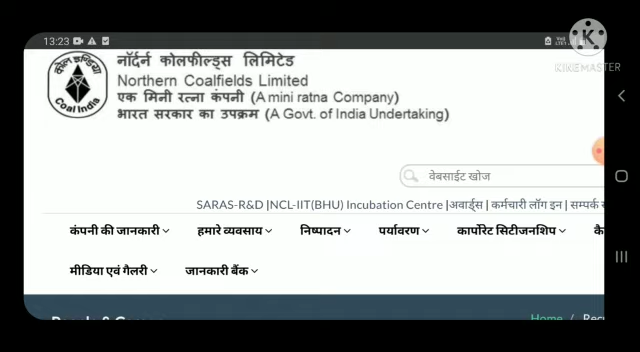 13:23
KINEMASTER
कोल इण्डिया
Coal India
नॉर्दर्न कोलफील्ड्स लिमिटेड
Northern Coalfields Limited
एक मिनी रत्ना कंपनी (A mini ratna Company)
भारत सरकार का उपक्रम (A Govt. of India Undertaking)
वेबसाईट खोज
SARAS-R&D |NCL-IIT(BHU) Incubation Centre |अवार्ड्स | कर्मचारी लॉग इन | सम्पर्क
कंपनी की जानकारी हमारे व्यवसाय निष्पादन पर्यावरण कार्पोरेट सिटीजनशिप कै
मीडिया एवं गैलरी जानकारी बैंक
Home /